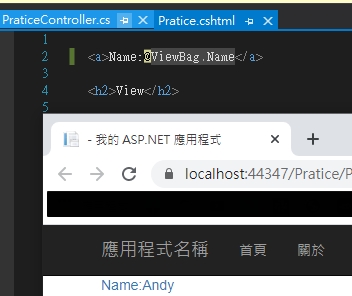 PraticeController.cs Pratice.cshtml
1
2 <a>Name:@ViewBag.Name</a>
3
4 <h2>View</h2>
5
- 我的 ASP.NET 應用程式
localhost:44347/Pratice/P
應用程式名稱 首頁 關於
Name:Andy